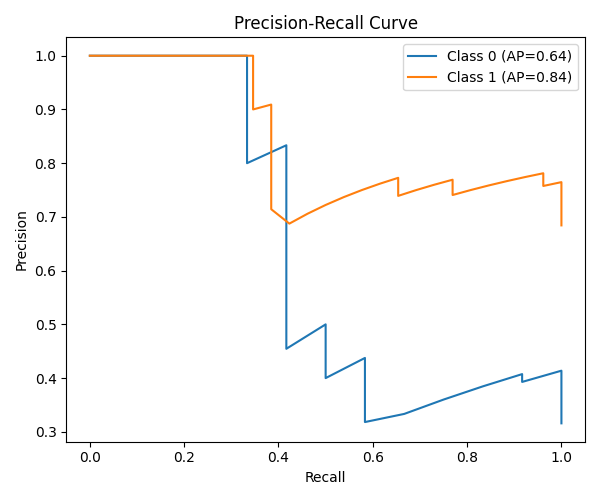 Precision-Recall Curve
Class 0 (AP=0.64)
Class 1 (AP=0.84)
Precision
1.0
0.9
0.8
0.7
0.6
0.5
0.4
0.3
0.0 0.2 0.4 0.6 0.8 1.0
Recall